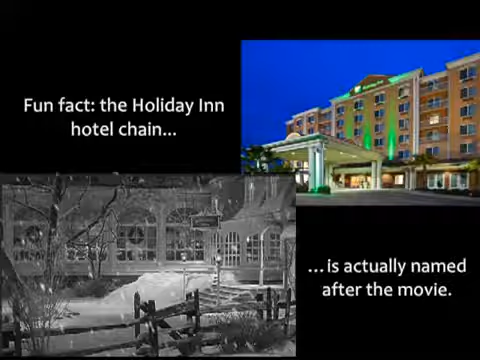 Fun fact: the Holiday Inn
hotel chain...
...is actually named
after the movie.